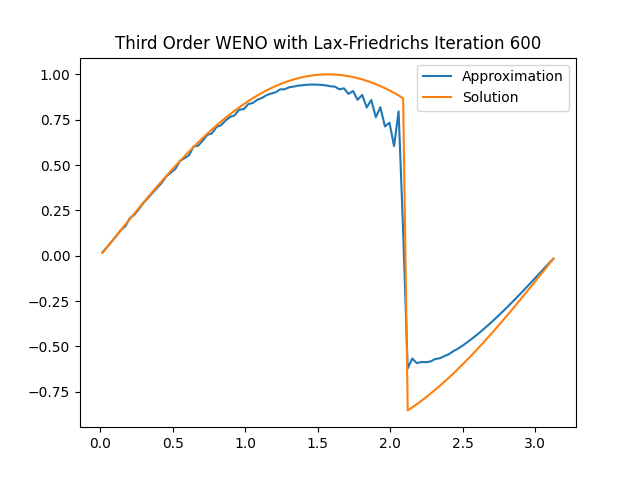 Third Order WENO with Lax-Friedrichs Iteration 600
Approximation
Solution
1.00
0.75
0.50
0.25
0.00
−0.25
−0.50
−0.75
0.0 0.5 1.0 1.5 2.0 2.5 3.0